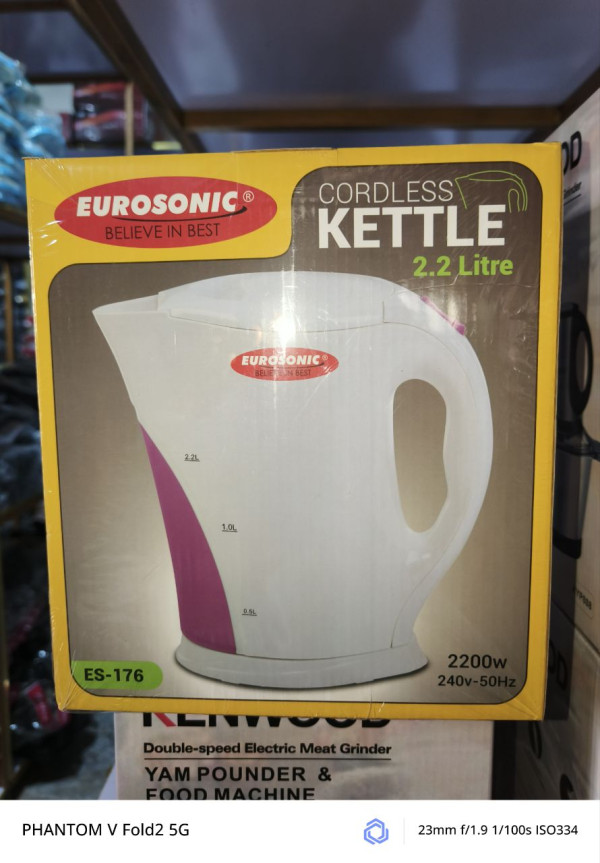 EUROSONIC®
BELIEVE IN BEST
CORDLESS
KETTLE
2.2 Litre
EUROSONIC®
BELIEVE IN BEST
2.2L
1.0L
0.5L
ES-176
2200w
240v-50Hz
KENWOOD
Double-speed Electric Meat Grinder
YAM POUNDER &
FOOD MACHINE
PHANTOM V Fold2 5G
23mm f/1.9 1/100s ISO334